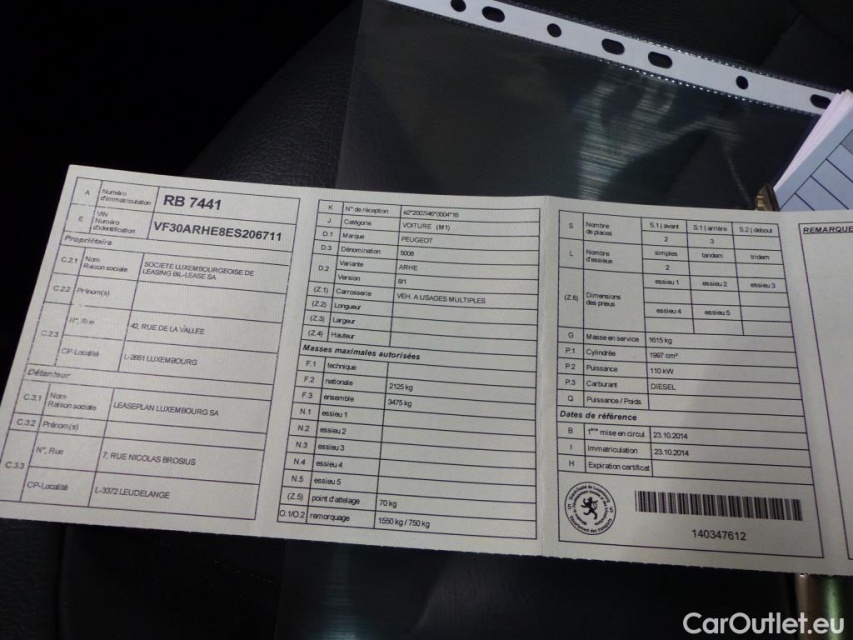 A Numéro d'immatriculation RB 7441
E VIN Numéro d'identification VF30ARHE8ES206711
Propriétaire
C.2.1 Nom Raison sociale SOCIETE LUXEMBOURGEOISE DE LEASING BIL-LEASE SA
C.2.2 Prénom(s)
C.2.3 N°, Rue 42, RUE DE LA VALLEE
CP-Localité L-2661 LUXEMBOURG
Détenteur
C.3.1 Nom Raison sociale LEASEPLAN LUXEMBOURG SA
C.3.2 Prénom(s)
C.3.3 N°, Rue 7, RUE NICOLAS BROSIUS
CP-Localité L-3372 LEUDELANGE
K N° de réception e2*2007/46*0004*15
J Catégorie VOITURE (M1)
D.1 Marque PEUGEOT
D.3 Dénomination 5008
D.2 Variante ARHE
Version 8/1
(Z.1) Carrosserie VEH. A USAGES MULTIPLES
(Z.2) Longueur
(Z.3) Largeur
(Z.4) Hauteur
Masses maximales autorisées
F.1 technique
F.2 nationale 2125 kg
F.3 ensemble 3475 kg
N.1 essieu 1
N.2 essieu 2
N.3 essieu 3
N.4 essieu 4
N.5 essieu 5
(Z.5) point d'attelage 70 kg
O.1/O.2 remorquage 1550 kg / 750 kg
S Nombre de places S.1) avant S.1) arrière S.2) debout
2 3
L Nombre d'essieux simples tandem tridem
2
(Z.6) Dimensions des pneus essieu 1 essieu 2 essieu 3
essieu 4 essieu 5
G Masse en service 1615 kg
P.1 Cylindrée 1997 cm³
P.2 Puissance 110 kW
P.3 Carburant DIESEL
Q Puissance / Poids
Dates de référence
B 1ère mise en circul 23.10.2014
I Immatriculation 23.10.2014
H Expiration certificat
140347612
REMARQUE
CarOutlet.eu